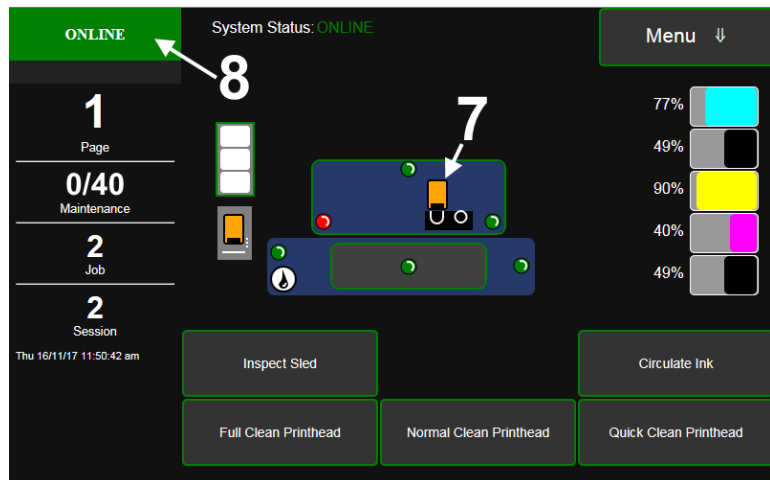 ONLINE
System Status: ONLINE
Menu ⇓
8
7
1
Page
0/40
Maintenance
2
Job
2
Session
Thu 16/11/17 11:50:42 am
77%
49%
90%
40%
49%
Inspect Sled
Circulate Ink
Full Clean Printhead
Normal Clean Printhead
Quick Clean Printhead